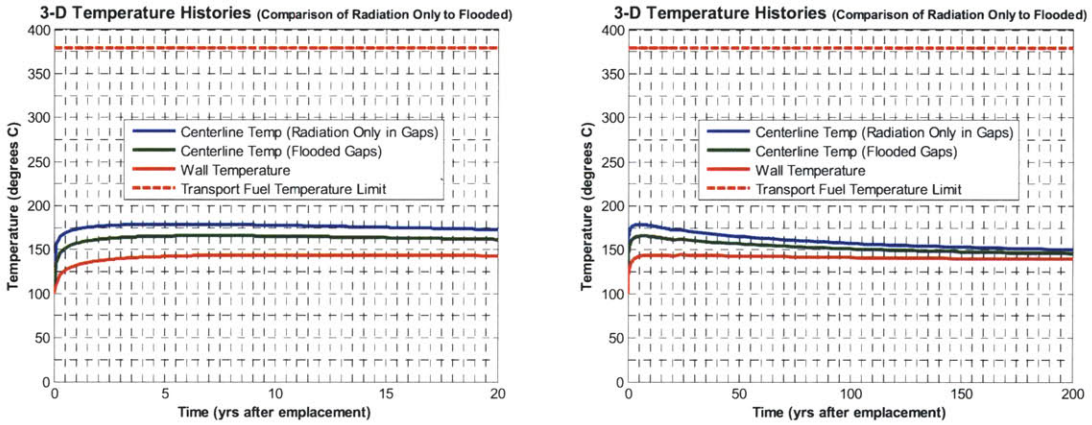 3-D Temperature Histories (Comparison of Radiation Only to Flooded)
400
350
300
250
200
150
100
50
0
Temperature (degrees C)
Centerline Temp (Radiation Only in Gaps)
Centerline Temp (Flooded Gaps)
Wall Temperature
Transport Fuel Temperature Limit
0 5 10 15 20
Time (yrs after emplacement)
3-D Temperature Histories (Comparison of Radiation Only to Flooded)
400
350
300
250
200
150
100
50
0
Temperature (degrees C)
Centerline Temp (Radiation Only in Gaps)
Centerline Temp (Flooded Gaps)
Wall Temperature
Transport Fuel Temperature Limit
0 50 100 150 200
Time (yrs after emplacement)